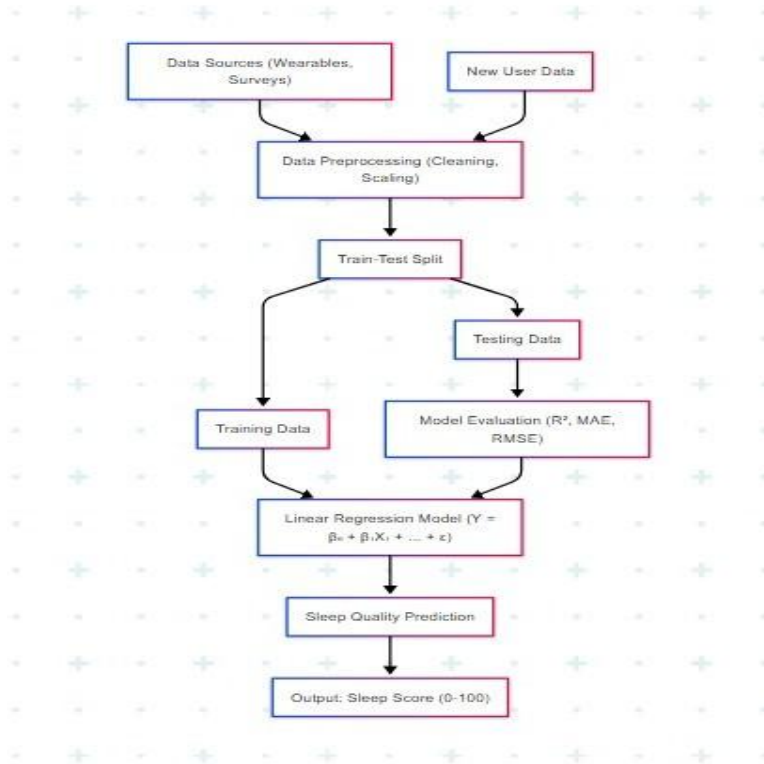 Data Sources (Wearables,
Surveys)
New User Data
Data Preprocessing (Cleaning,
Scaling)
Train-Test Split
Testing Data
Training Data
Model Evaluation (R², MAE,
RMSE)
Linear Regression Model (Y =
β₀ + β₁X₁ + ... + ε)
Sleep Quality Prediction
Output: Sleep Score (0-100)